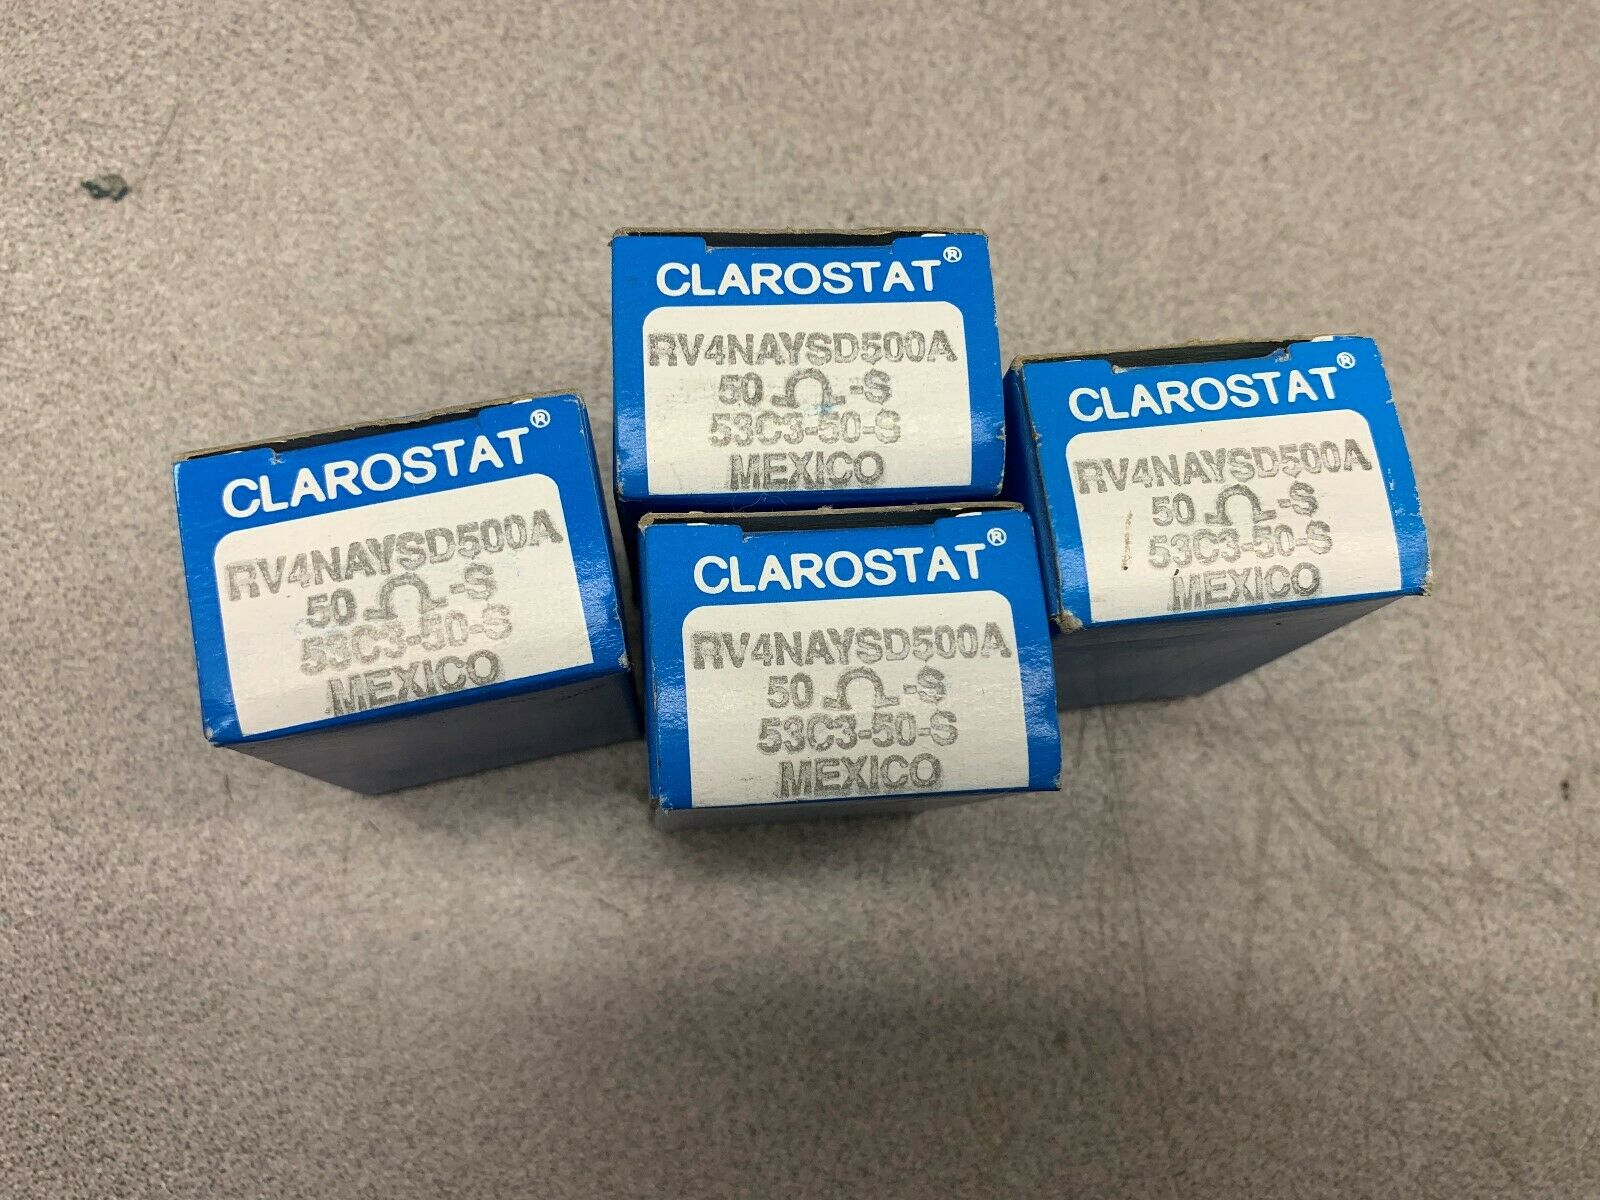 CLAROSTAT®
RV4NAYSD500A
50 Ω -S
53C3-50-S
MEXICO
CLAROSTAT®
RV4NAYSD500A
50 Ω -S
53C3-50-S
MEXICO
CLAROSTAT®
RV4NAYSD500A
50 Ω -S
53C3-50-S
MEXICO
CLAROSTAT®
RV4NAYSD500A
50 Ω -S
53C3-50-S
MEXICO